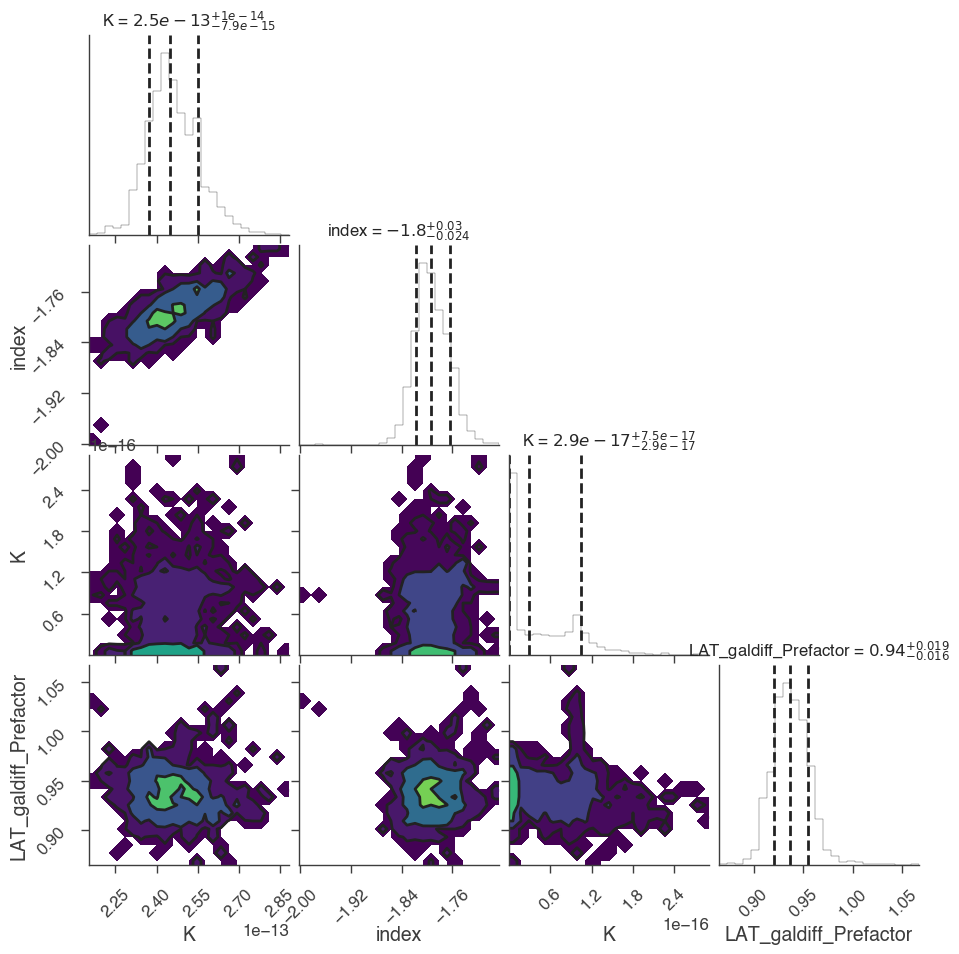 K = 2.5e−13+1e−14 −7.9e−15
index = −1.8+0.03 −0.024
index
−1.76
−1.84
−1.92
−2.00
1e−16
K = 2.9e−17+7.5e−17 −2.9e−17
K
2.4
1.8
1.2
0.6
LAT_galdiff_Prefactor = 0.94+0.019 −0.016
LAT_galdiff_Prefactor
1.05
1.00
0.95
0.90
2.25 2.40 2.55 2.70 2.85 −2.00 −1.92 −1.84 −1.76 0.6 1.2 1.8 2.4 0.90 0.95 1.00 1.05
1e−13 1e−16
K index K LAT_galdiff_Prefactor